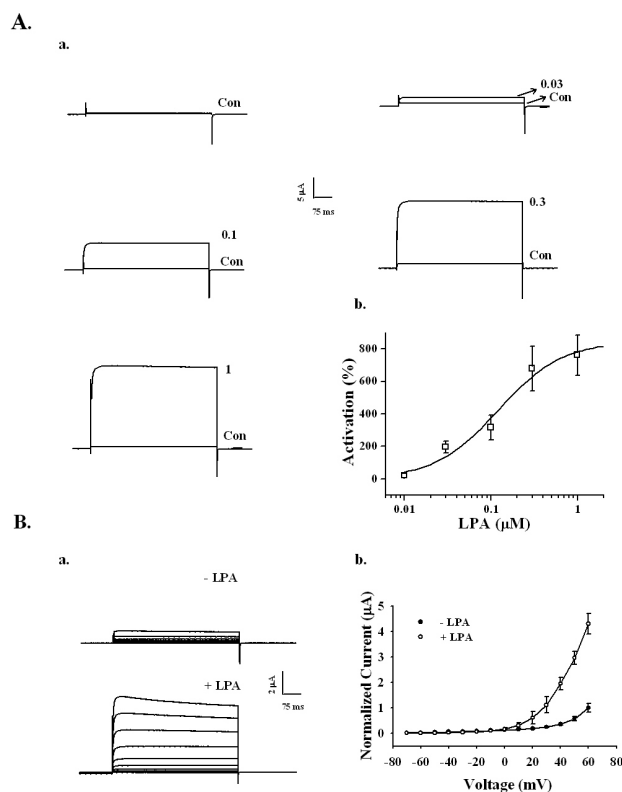 A.
a.
Con
0.03
Con
5 μA
75 ms
0.1
Con
0.3
Con
1
Con
b.
Activation (%)
800
600
400
200
0
0.01
0.1
1
LPA (μM)
B.
a.
- LPA
+ LPA
2 μA
75 ms
b.
Normalized Current (μA)
5
4
3
2
1
0
- LPA
+ LPA
-80
-60
-40
-20
0
20
40
60
80
Voltage (mV)